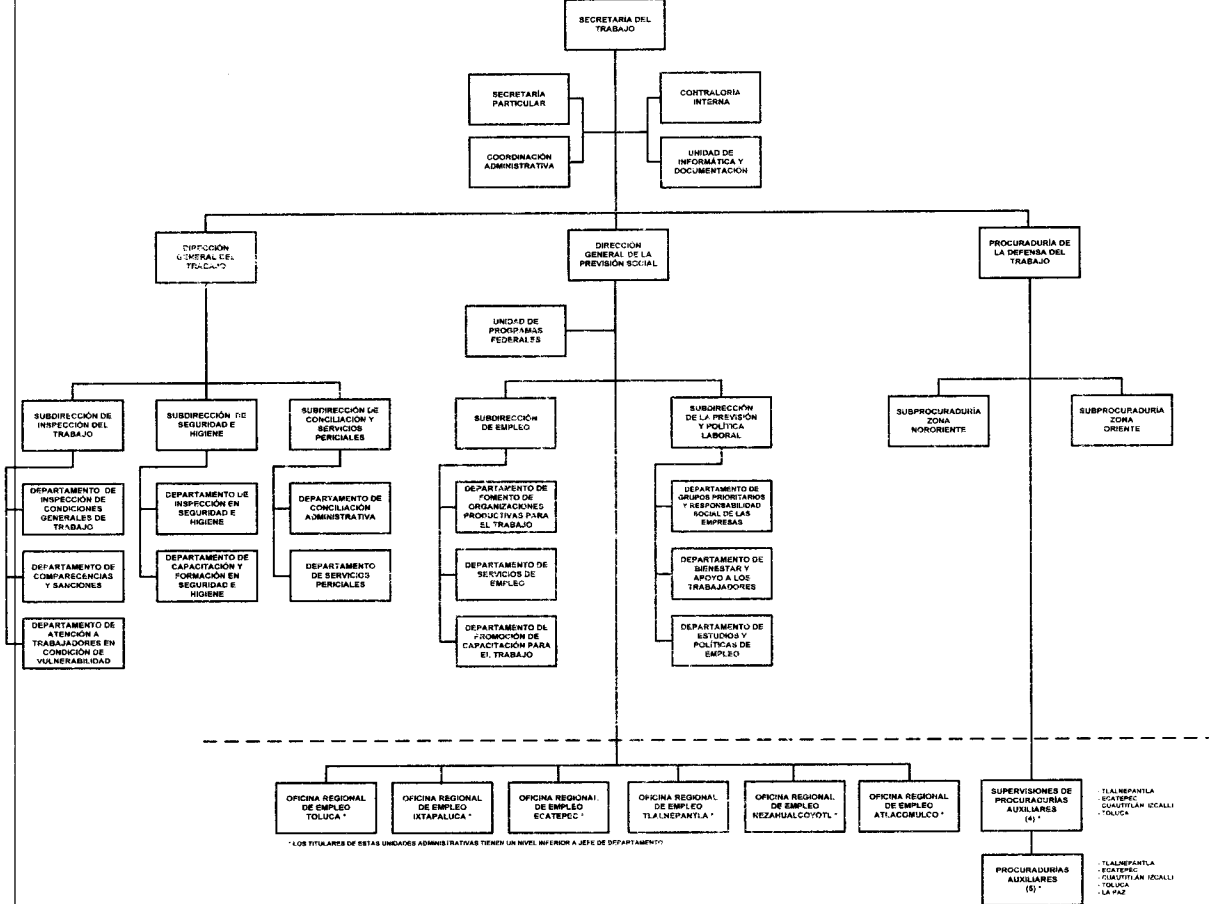 SECRETARÍA DEL
TRABAJO
SECRETARÍA
PARTICULAR
CONTRALORÍA
INTERNA
COORDINACIÓN
ADMINISTRATIVA
UNIDAD DE
INFORMÁTICA Y
DOCUMENTACIÓN
DIRECCIÓN
GENERAL DEL
TRABAJO
DIRECCIÓN
GENERAL DE LA
PREVISIÓN SOCIAL
PROCURADURÍA DE
LA DEFENSA DEL
TRABAJO
UNIDAD DE
PROGRAMAS
FEDERALES
SUBDIRECCIÓN DE
INSPECCIÓN DEL
TRABAJO
SUBDIRECCIÓN DE
SEGURIDAD E
HIGIENE
SUBDIRECCIÓN DE
CONCILIACIÓN Y
SERVICIOS
PERICIALES
SUBDIRECCIÓN
DE EMPLEO
SUBDIRECCIÓN
DE LA PREVISIÓN
Y POLÍTICA
LABORAL
SUBPROCURADURÍA
ZONA
NORORIENTE
SUBPROCURADURÍA
ZONA
ORIENTE
DEPARTAMENTO DE
INSPECCIÓN DE
CONDICIONES
GENERALES DE
TRABAJO
DEPARTAMENTO DE
INSPECCIÓN EN
SEGURIDAD E
HIGIENE
DEPARTAMENTO DE
CONCILIACIÓN
ADMINISTRATIVA
DEPARTAMENTO DE
FOMENTO DE
ORGANIZACIONES
PRODUCTIVAS PARA
EL TRABAJO
DEPARTAMENTO DE
GRUPOS PRIORITARIOS
Y RESPONSABILIDAD
SOCIAL DE LAS
EMPRESAS
DEPARTAMENTO DE
COMPARECENCIAS
Y SANCIONES
DEPARTAMENTO DE
CAPACITACIÓN Y
FORMACIÓN EN
SEGURIDAD E
HIGIENE
DEPARTAMENTO
DE SERVICIOS
PERICIALES
DEPARTAMENTO DE
SERVICIOS DE
EMPLEO
DEPARTAMENTO DE
BIENESTAR Y
APOYO A LOS
TRABAJADORES
DEPARTAMENTO DE
ATENCIÓN A
TRABAJADORES EN
CONDICIÓN DE
VULNERABILIDAD
DEPARTAMENTO DE
PROMOCIÓN DE
CAPACITACIÓN PARA
EL TRABAJO
DEPARTAMENTO DE
ESTUDIOS Y
POLÍTICAS DE
EMPLEO
OFICINA REGIONAL
DE EMPLEO
TOLUCA *
OFICINA REGIONAL
DE EMPLEO
IXTAPALUCA *
OFICINA REGIONAL
DE EMPLEO
ECATEPEC *
OFICINA REGIONAL
DE EMPLEO
TLALNEPANTLA *
OFICINA REGIONAL
DE EMPLEO
NEZAHUALCOYOTL *
OFICINA REGIONAL
DE EMPLEO
ATLACOMULCO *
SUPERVISIONES DE
PROCURADURÍAS
AUXILIARES
(4) *
- TLALNEPANTLA
- ECATEPEC
- CUAUTITLÁN IZCALLI
- TOLUCA
* LOS TITULARES DE ESTAS UNIDADES ADMINISTRATIVAS TIENEN UN NIVEL INFERIOR A JEFE DE DEPARTAMENTO
PROCURADURÍAS
AUXILIARES
(5) *
- TLALNEPANTLA
- ECATEPEC
- CUAUTITLÁN IZCALLI
- TOLUCA
- LA PAZ